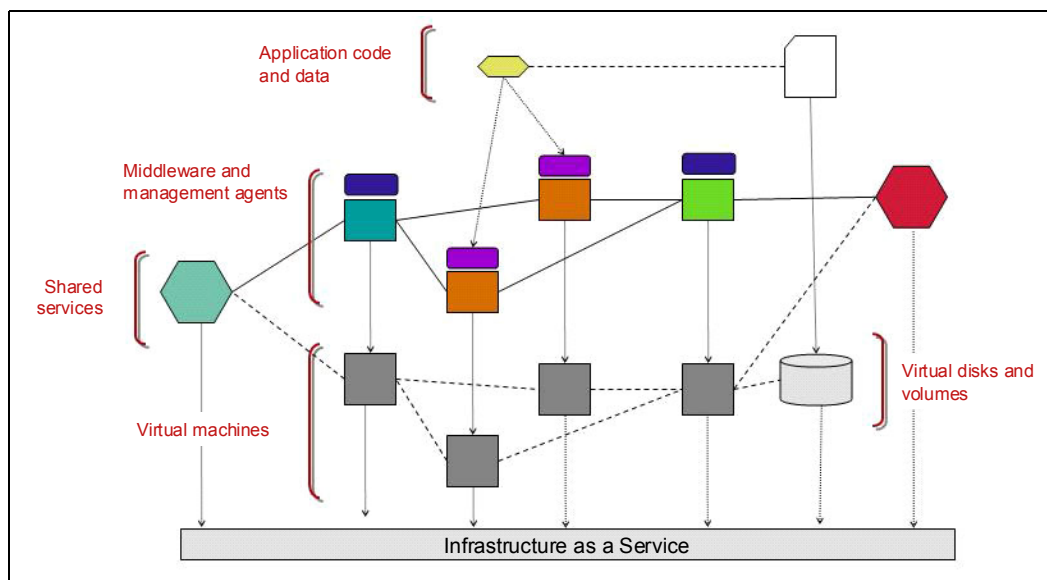 Application code
and data
Middleware and
management agents
Shared
services
Virtual machines
Virtual disks and
volumes
Infrastructure as a Service